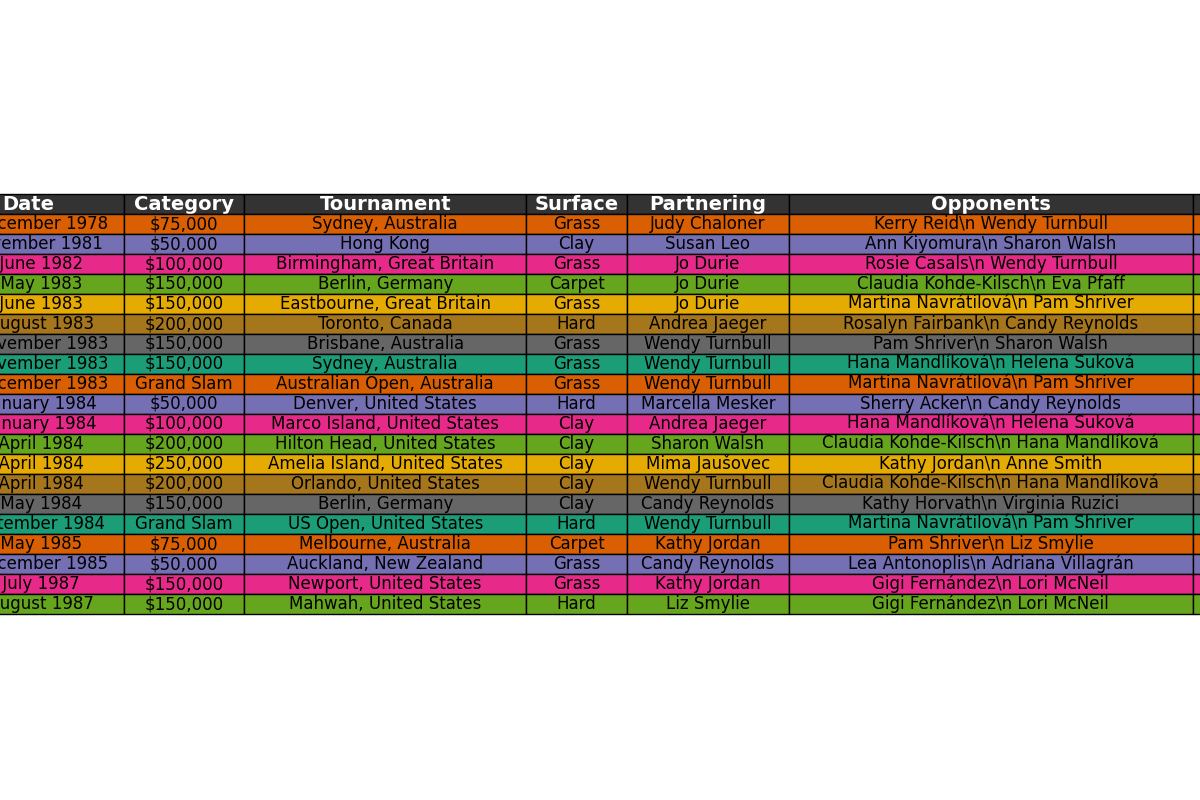 Date Category Tournament Surface Partnering Opponents
cember 1978 $75,000 Sydney, Australia Grass Judy Chaloner Kerry Reid\n Wendy Turnbull
ember 1981 $50,000 Hong Kong Clay Susan Leo Ann Kiyomura\n Sharon Walsh
June 1982 $100,000 Birmingham, Great Britain Grass Jo Durie Rosie Casals\n Wendy Turnbull
May 1983 $150,000 Berlin, Germany Carpet Jo Durie Claudia Kohde-Kilsch\n Eva Pfaff
June 1983 $150,000 Eastbourne, Great Britain Grass Jo Durie Martina Navrátilová\n Pam Shriver
ugust 1983 $200,000 Toronto, Canada Hard Andrea Jaeger Rosalyn Fairbank\n Candy Reynolds
vember 1983 $150,000 Brisbane, Australia Grass Wendy Turnbull Pam Shriver\n Sharon Walsh
vember 1983 $150,000 Sydney, Australia Grass Wendy Turnbull Hana Mandlíková\n Helena Suková
cember 1983 Grand Slam Australian Open, Australia Grass Wendy Turnbull Martina Navrátilová\n Pam Shriver
nuary 1984 $50,000 Denver, United States Hard Marcella Mesker Sherry Acker\n Candy Reynolds
nuary 1984 $100,000 Marco Island, United States Clay Andrea Jaeger Hana Mandlíková\n Helena Suková
April 1984 $200,000 Hilton Head, United States Clay Sharon Walsh Claudia Kohde-Kilsch\n Hana Mandlíková
April 1984 $250,000 Amelia Island, United States Clay Mima Jaušovec Kathy Jordan\n Anne Smith
April 1984 $200,000 Orlando, United States Clay Wendy Turnbull Claudia Kohde-Kilsch\n Hana Mandlíková
May 1984 $150,000 Berlin, Germany Clay Candy Reynolds Kathy Horvath\n Virginia Ruzici
tember 1984 Grand Slam US Open, United States Hard Wendy Turnbull Martina Navrátilová\n Pam Shriver
May 1985 $75,000 Melbourne, Australia Carpet Kathy Jordan Pam Shriver\n Liz Smylie
cember 1985 $50,000 Auckland, New Zealand Grass Candy Reynolds Lea Antonoplis\n Adriana Villagrán
July 1987 $150,000 Newport, United States Grass Kathy Jordan Gigi Fernández\n Lori McNeil
ugust 1987 $150,000 Mahwah, United States Hard Liz Smylie Gigi Fernández\n Lori McNeil